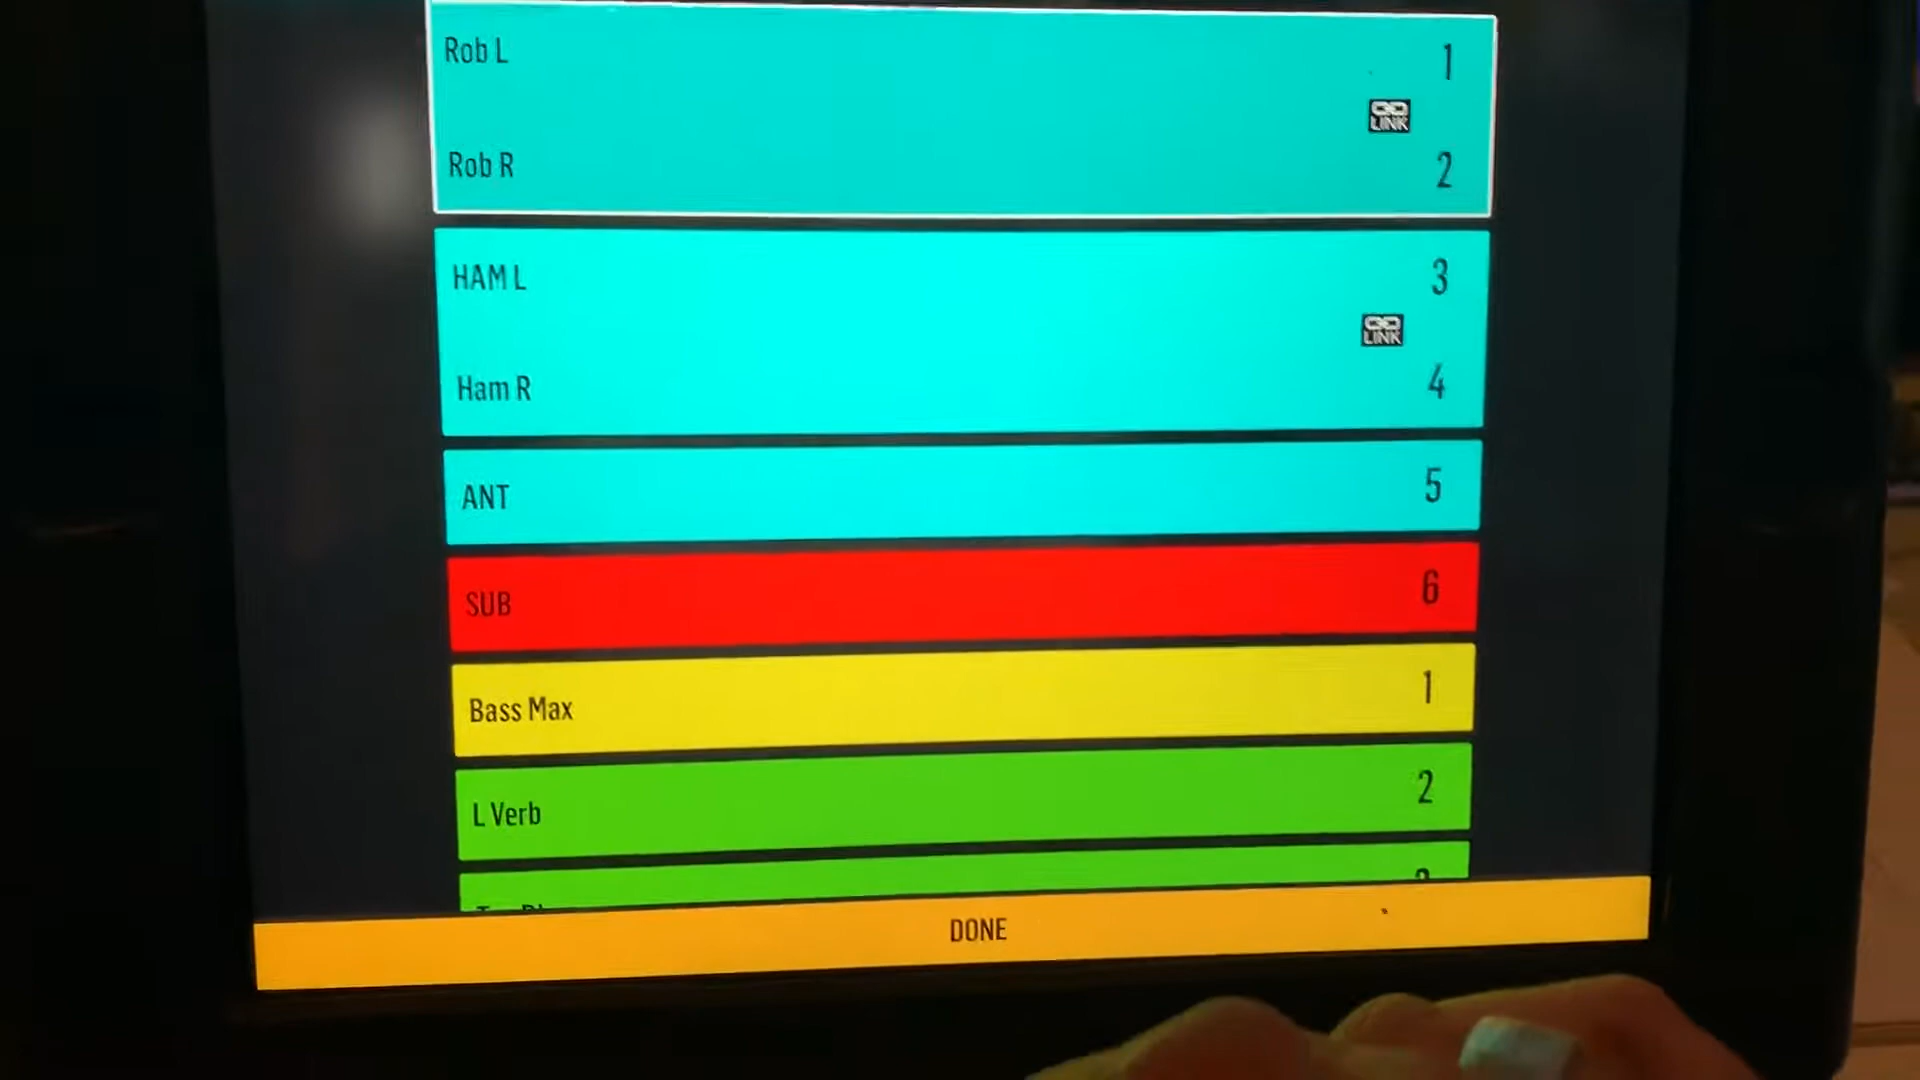 Rob L 1
LINK
Rob R 2
HAM L 3
LINK
Ham R 4
ANT 5
SUB 6
Bass Max 1
L Verb 2
DONE